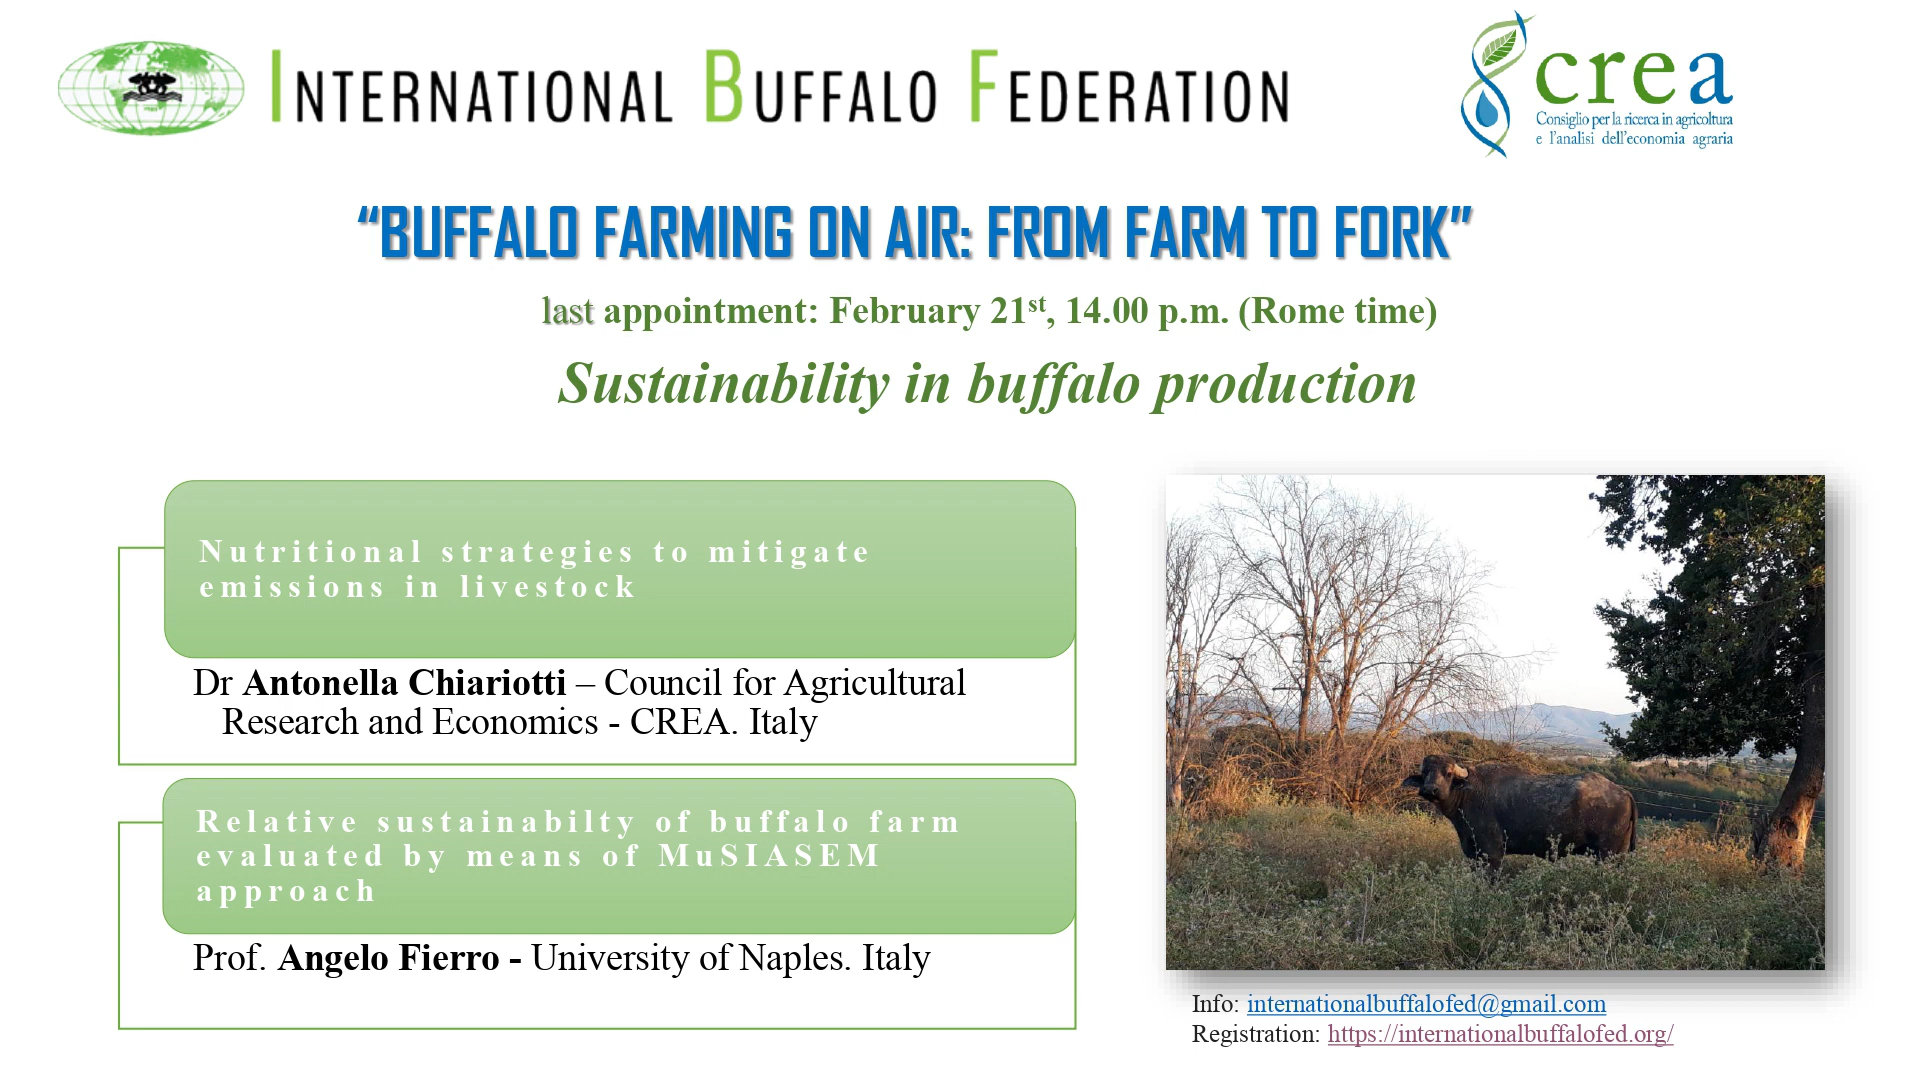 INTERNATIONAL BUFFALO FEDERATION
crea
Consiglio per la ricerca in agricoltura
e l'analisi dell'economia agraria
“BUFFALO FARMING ON AIR: FROM FARM TO FORK”
last appointment: February 21st, 14.00 p.m. (Rome time)
Sustainability in buffalo production
Nutritional strategies to mitigate
emissions in livestock
Dr Antonella Chiariotti – Council for Agricultural
Research and Economics - CREA. Italy
Relative sustainabilty of buffalo farm
evaluated by means of MuSIASEM
approach
Prof. Angelo Fierro - University of Naples. Italy
Info: internationalbuffalofed@gmail.com
Registration: https://internationalbuffalofed.org/